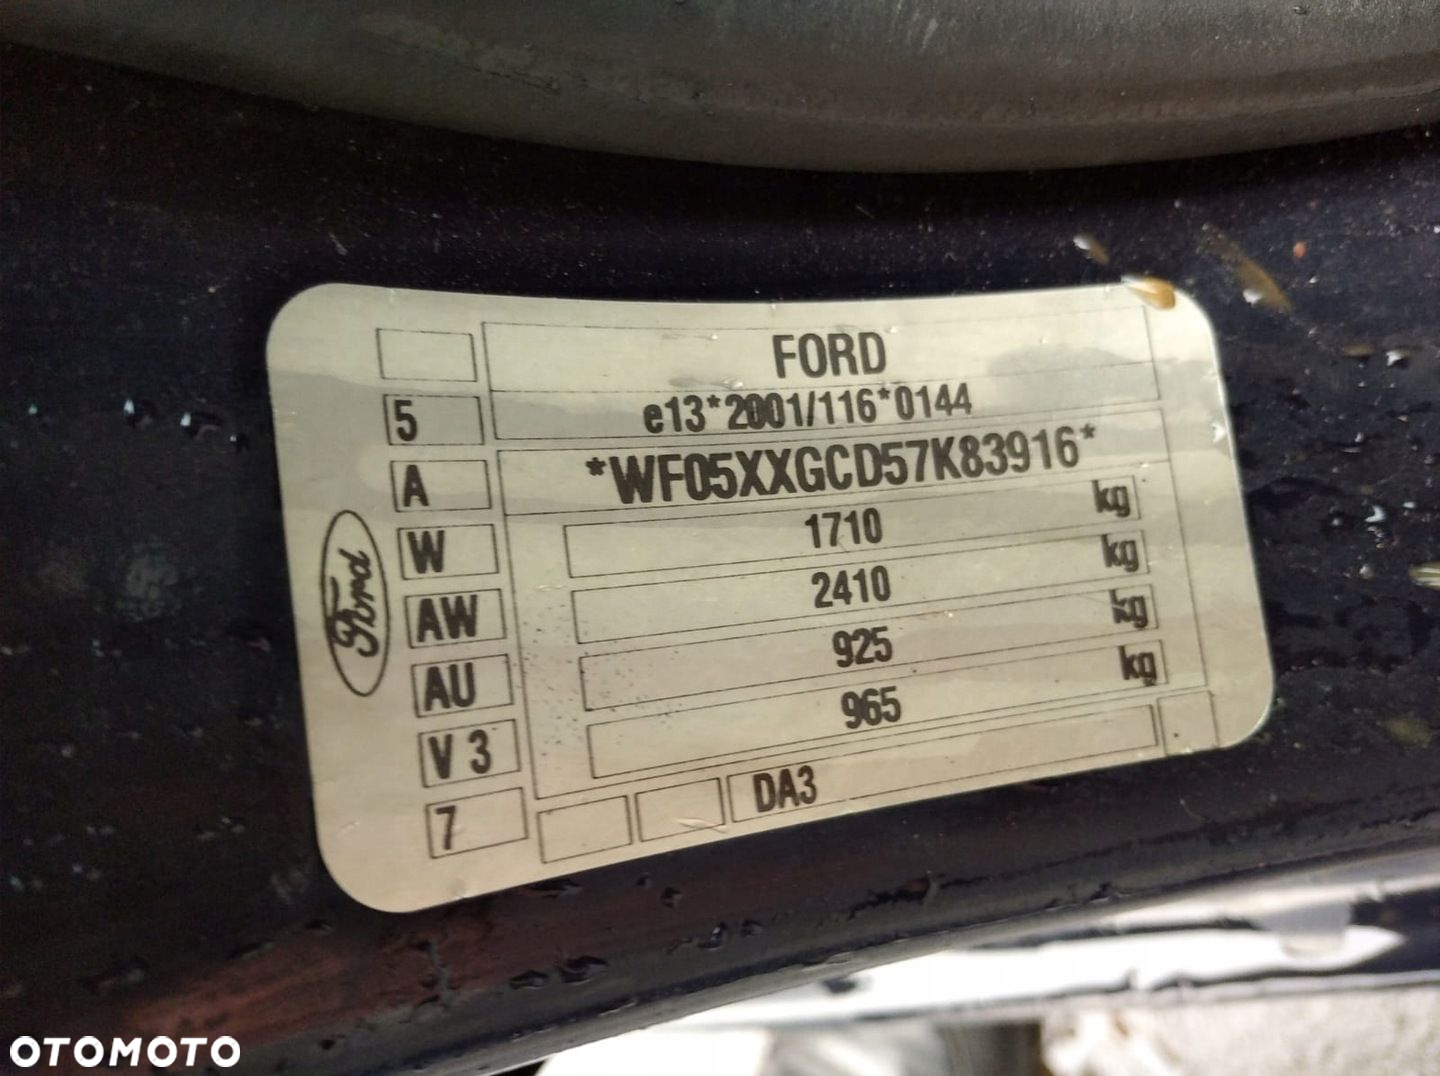 FORD
5 e13*2001/116*0144
A *WF05XXGCD57K83916*
W 1710 kg
AW 2410 kg
AU 925 kg
V 3 965 kg
7 DA3
Ford
OTOMOTO